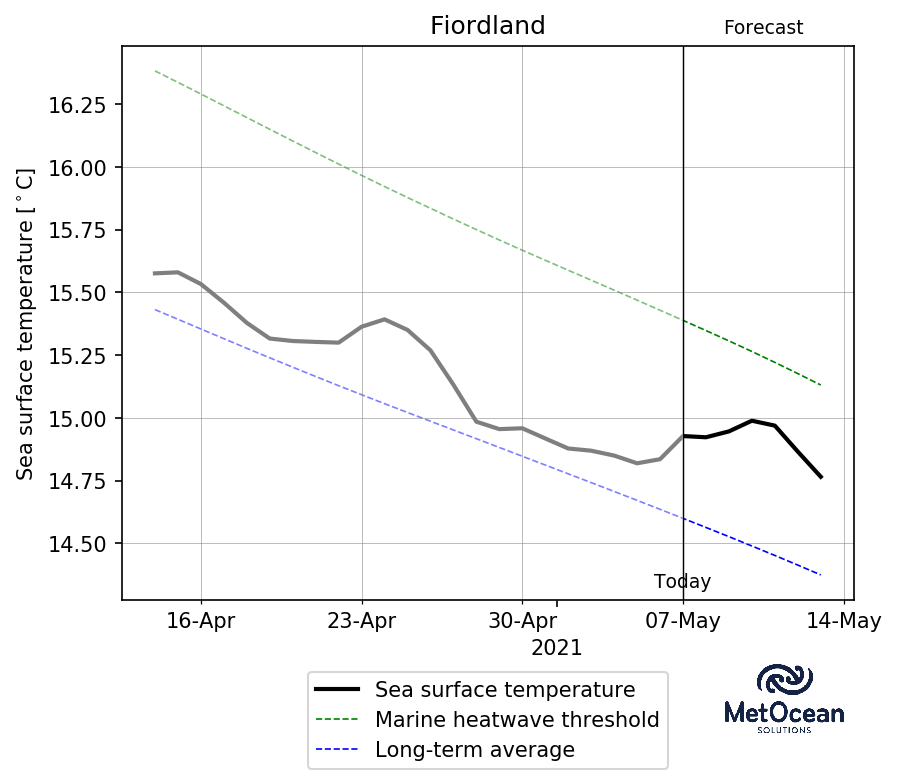 Fiordland
Forecast
Sea surface temperature [°C]
16.25
16.00
15.75
15.50
15.25
15.00
14.75
14.50
Today
16-Apr 23-Apr 30-Apr 07-May 14-May
2021
Sea surface temperature
Marine heatwave threshold
Long-term average
MetOcean
SOLUTIONS